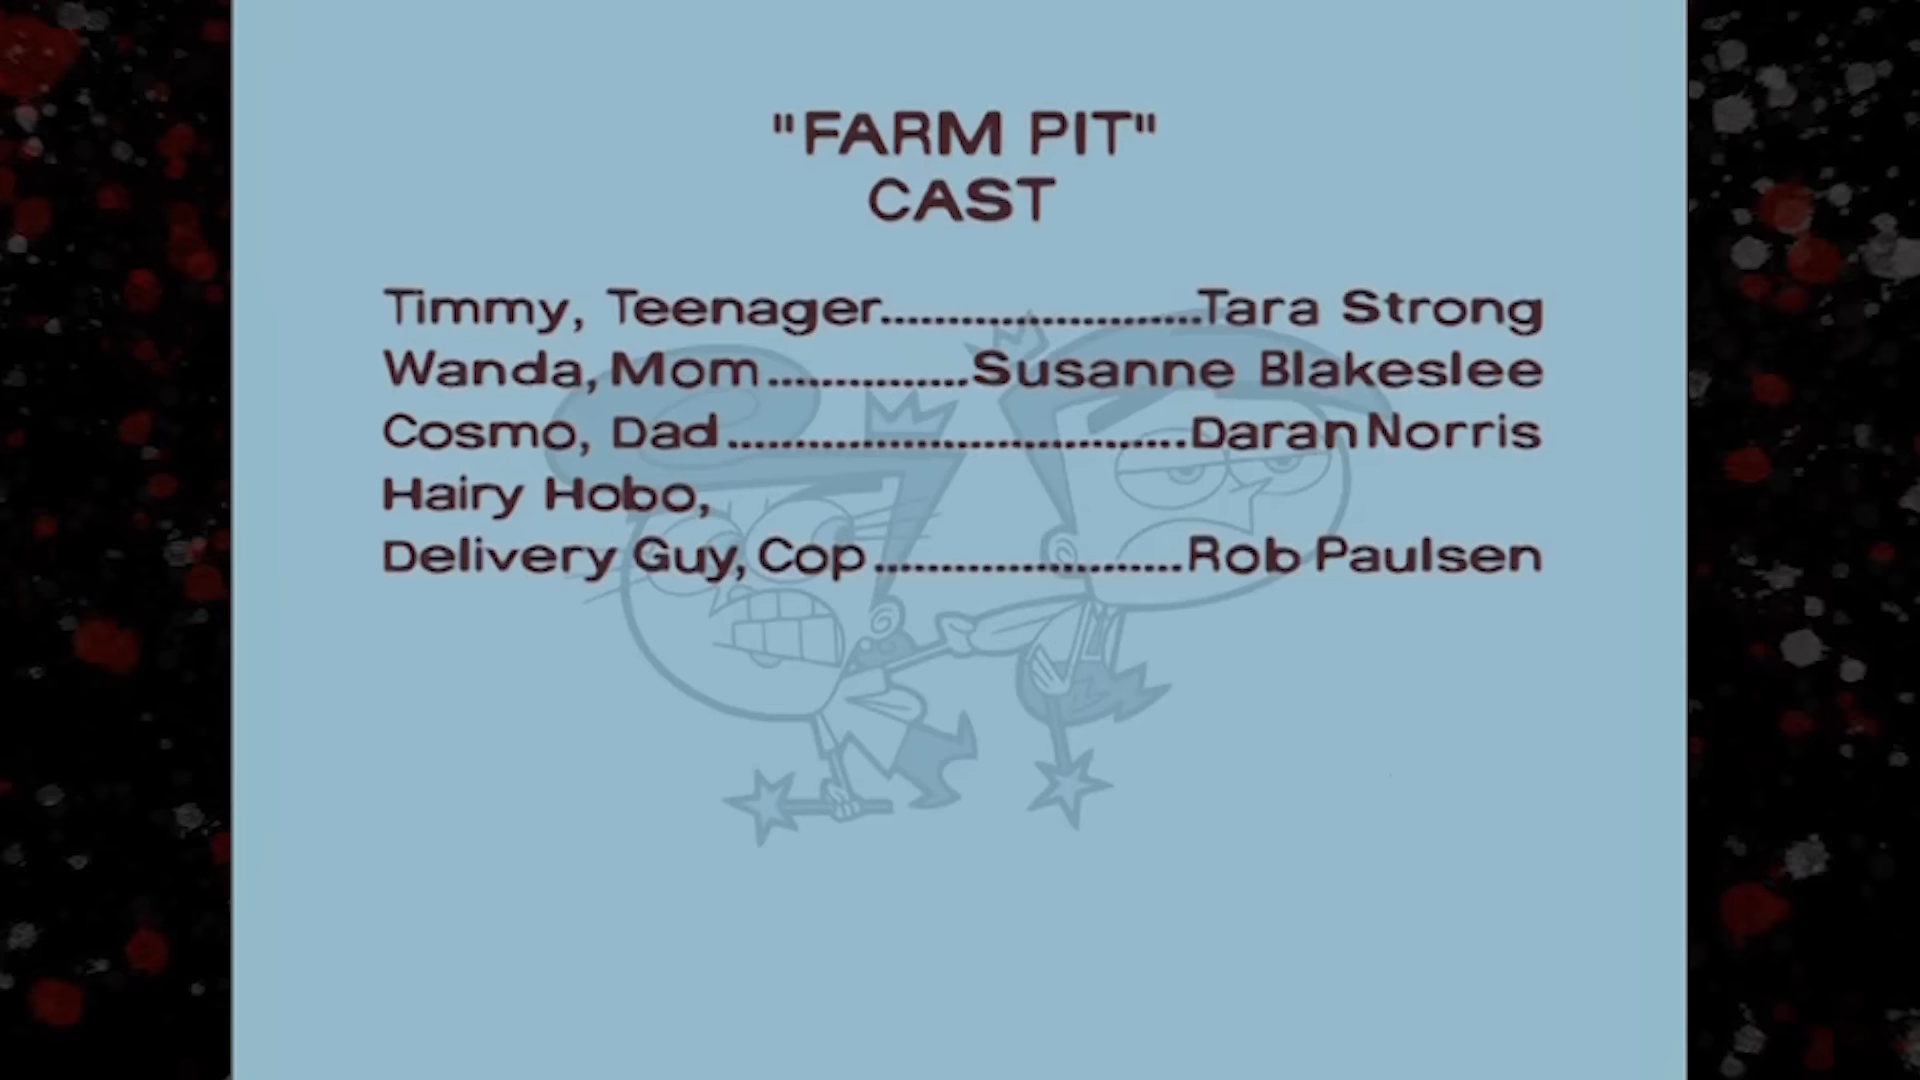 "FARM PIT"
CAST
Timmy, Teenager........................Tara Strong
Wanda, Mom...............Susanne Blakeslee
Cosmo, Dad..................................Daran Norris
Hairy Hobo,
Delivery Guy, Cop.......................Rob Paulsen